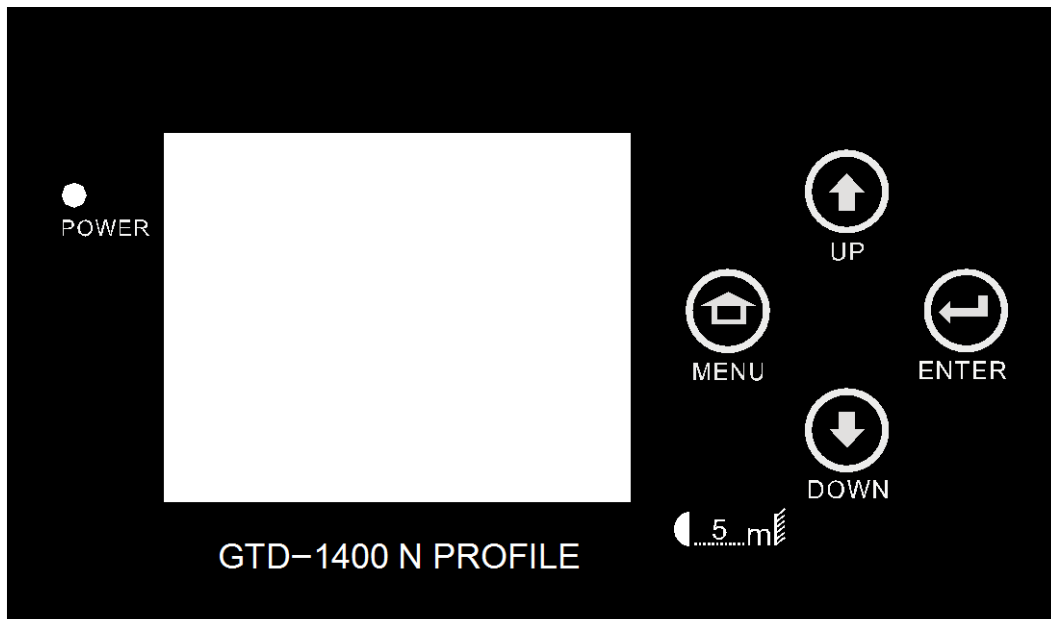 POWER
UP
MENU
ENTER
DOWN
5 m
GTD-1400 N PROFILE